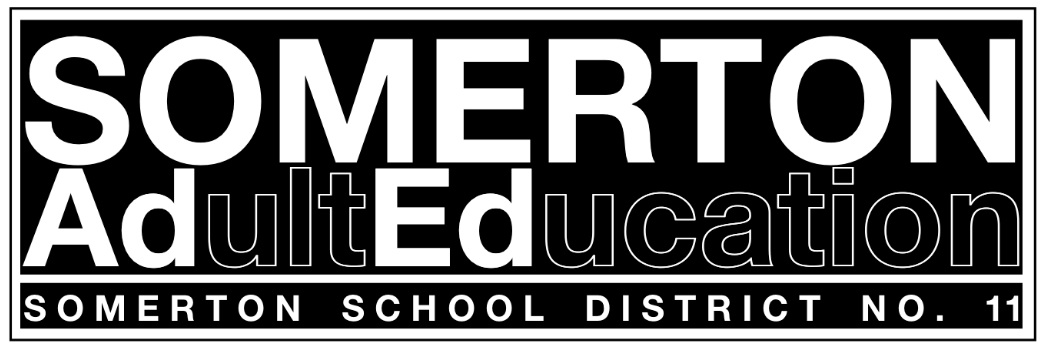 SOMERTON
AdultEducation
SOMERTON SCHOOL DISTRICT NO. 11